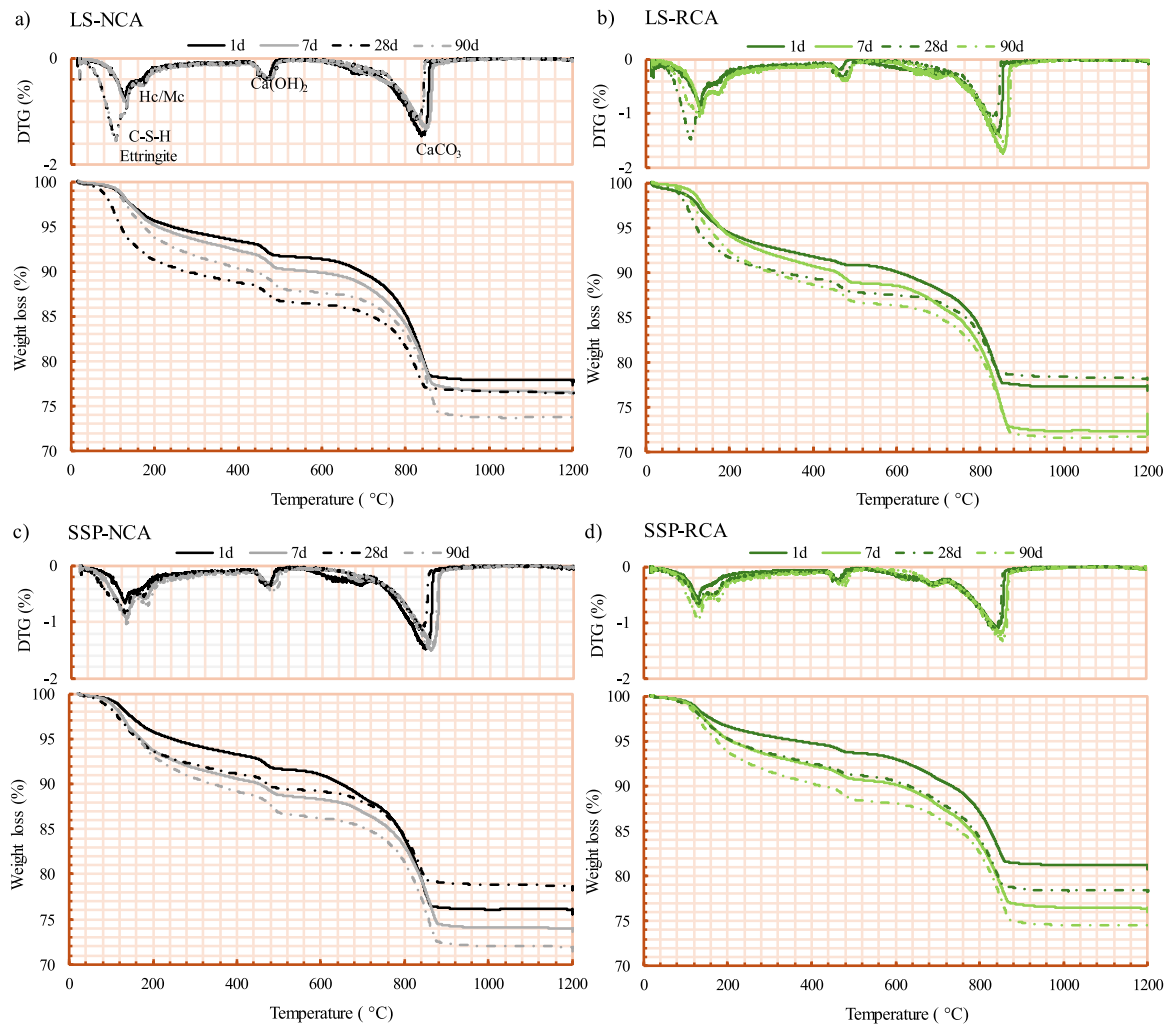 a) LS-NCA
1d 7d 28d 90d
0
-1
-2
DTG (%)
Hc/Mc
Ca(OH)2
C-S-H
Ettringite
CaCO3
100
95
90
85
80
75
70
Weight loss (%)
0 200 400 600 800 1000 1200
Temperature ( °C)
b) LS-RCA
1d 7d 28d 90d
0
-1
-2
DTG (%)
100
95
90
85
80
75
70
Weight loss (%)
0 200 400 600 800 1000 1200
Temperature ( °C)
c) SSP-NCA
1d 7d 28d 90d
0
-1
-2
DTG (%)
100
95
90
85
80
75
70
Weight loss (%)
0 200 400 600 800 1000 1200
Temperature ( °C)
d) SSP-RCA
1d 7d 28d 90d
0
-1
-2
DTG (%)
100
95
90
85
80
75
70
Weight loss (%)
0 200 400 600 800 1000 1200
Temperature ( °C)